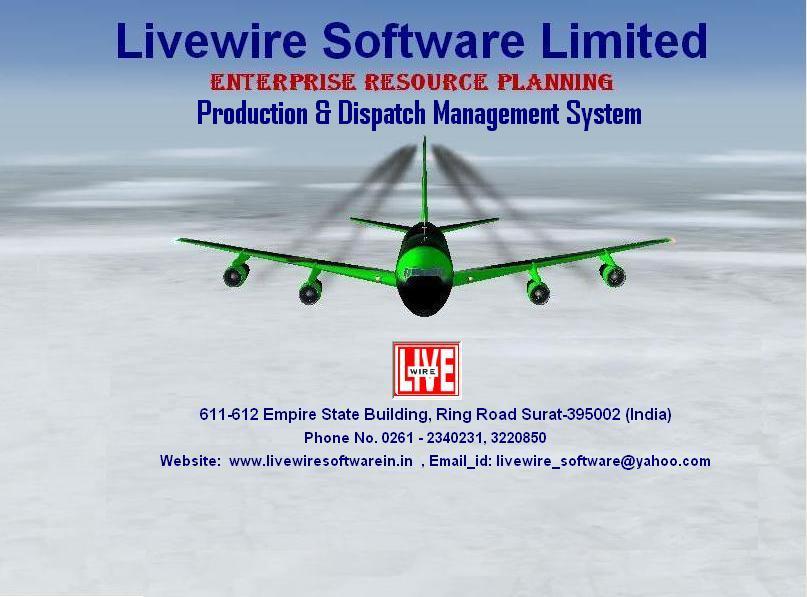 Livewire Software Limited
ENTERPRISE RESOURCE PLANNING
Production & Dispatch Management System
LIVE
WIRE
611-612 Empire State Building, Ring Road Surat-395002 (India)
Phone No. 0261 - 2340231, 3220850
Website:  www.livewiresoftwarein.in  , Email_id: livewire_software@yahoo.com